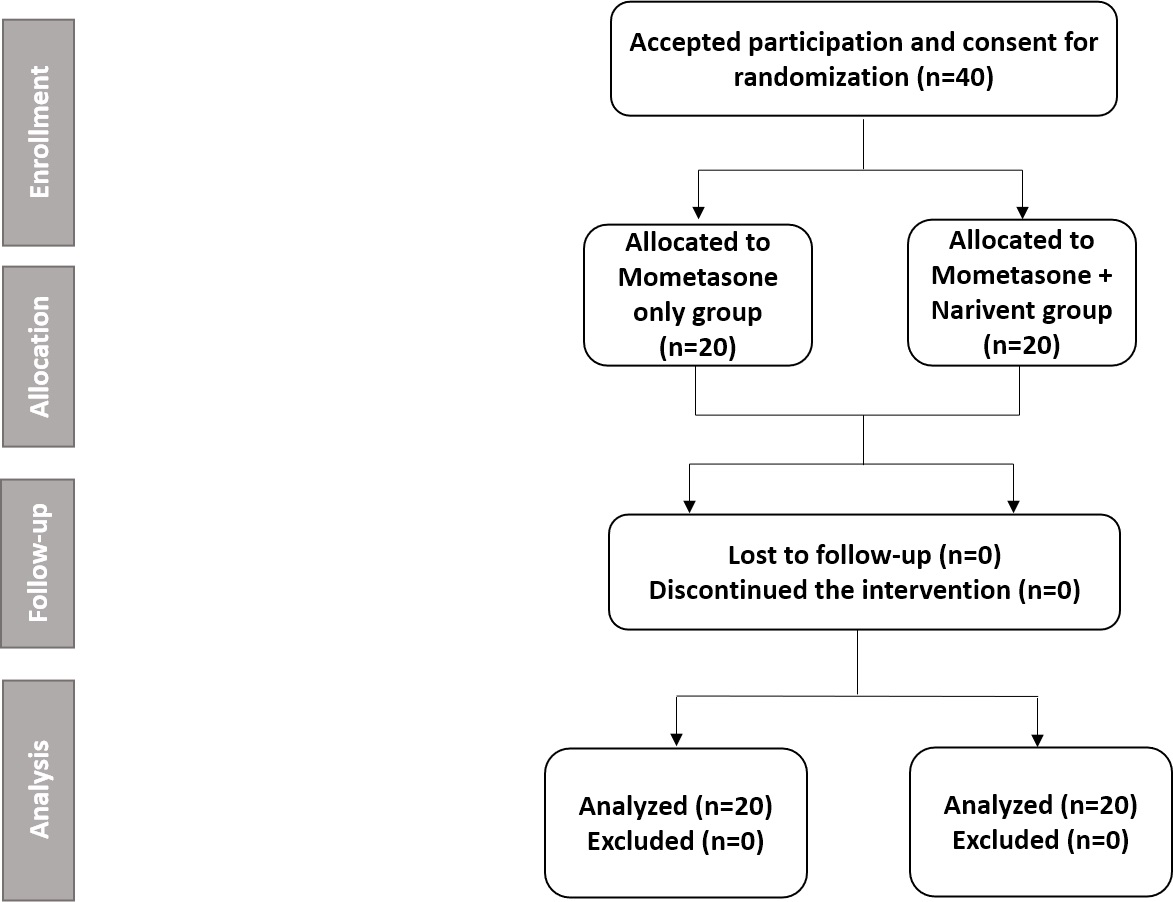 Enrollment
Accepted participation and consent for
randomization (n=40)
Allocation
Allocated to
Mometasone
only group
(n=20)
Allocated to
Mometasone +
Narivent group
(n=20)
Follow-up
Lost to follow-up (n=0)
Discontinued the intervention (n=0)
Analysis
Analyzed (n=20)
Excluded (n=0)
Analyzed (n=20)
Excluded (n=0)